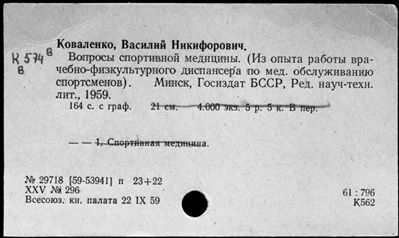 Коваленко, Василий Никифорович.
К 574 в
в
Вопросы спортивной медицины. (Из опыта работы вра-
чебно-физкультурного диспансера по мед. обслуживанию
спортсменов). Минск, Госиздат БССР, Ред. науч-техн.
лит., 1959.
164 с. с граф. 21 см. 4.000 экз. 5 р. 5 к. В пер.
— — 1. Спортивная медицина.
№ 29718 [59-53941] п 23+22
XXV № 296
Всесоюз. кн. палата 22 IX 59
61 : 796
К562